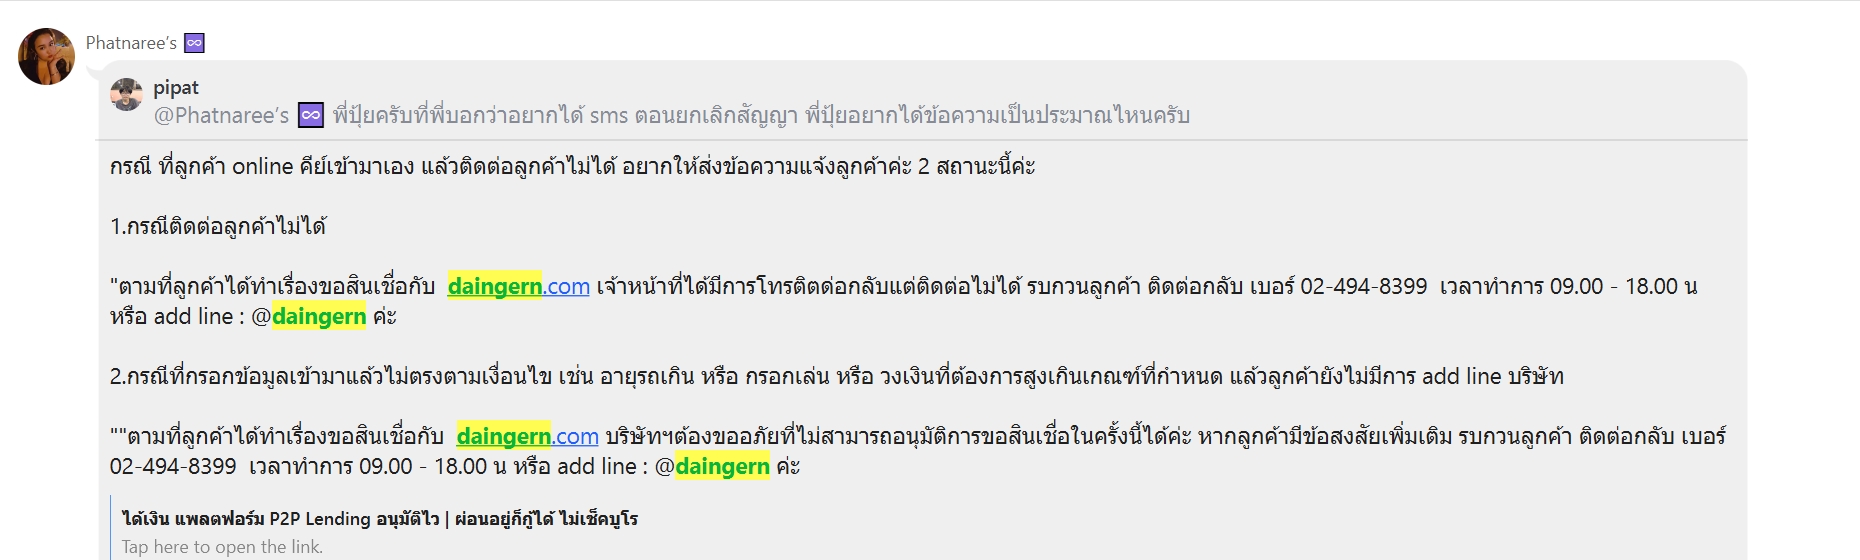 Phatnaree's ♾️
pipat
@Phatnaree's ♾️ พี่ปุ้ยครับที่พี่บอกว่าอยากได้ sms ตอนยกเลิกสัญญา พี่ปุ้ยอยากได้ข้อความเป็นประมาณไหนครับ
กรณี ที่ลูกค้า online คีย์เข้ามาเอง แล้วติดต่อลูกค้าไม่ได้ อยากให้ส่งข้อความแจ้งลูกค้าค่ะ 2 สถานะนี้ค่ะ
1.กรณีติดต่อลูกค้าไม่ได้
"ตามที่ลูกค้าได้ทำเรื่องขอสินเชื่อกับ daingern.com เจ้าหน้าที่ได้มีการโทรติดต่อกลับแต่ติดต่อไม่ได้ รบกวนลูกค้า ติดต่อกลับ เบอร์ 02-494-8399 เวลาทำการ 09.00 - 18.00 น
หรือ add line : @daingern ค่ะ
2.กรณีที่กรอกข้อมูลเข้ามาแล้วไม่ตรงตามเงื่อนไข เช่น อายุรถเกิน หรือ กรอกเล่น หรือ วงเงินที่ต้องการสูงเกินเกณฑ์ที่กำหนด แล้วลูกค้ายังไม่มีการ add line บริษัท
""ตามที่ลูกค้าได้ทำเรื่องขอสินเชื่อกับ daingern.com บริษัทฯต้องขออภัยที่ไม่สามารถอนุมัติการขอสินเชื่อในครั้งนี้ได้ค่ะ หากลูกค้ามีข้อสงสัยเพิ่มเติม รบกวนลูกค้า ติดต่อกลับ เบอร์
02-494-8399 เวลาทำการ 09.00 - 18.00 น หรือ add line : @daingern ค่ะ
ได้เงิน แพลตฟอร์ม P2P Lending อนุมัติไว | ผ่อนอยู่ก็กู้ได้ ไม่เช็คบูโร
Tap here to open the link.